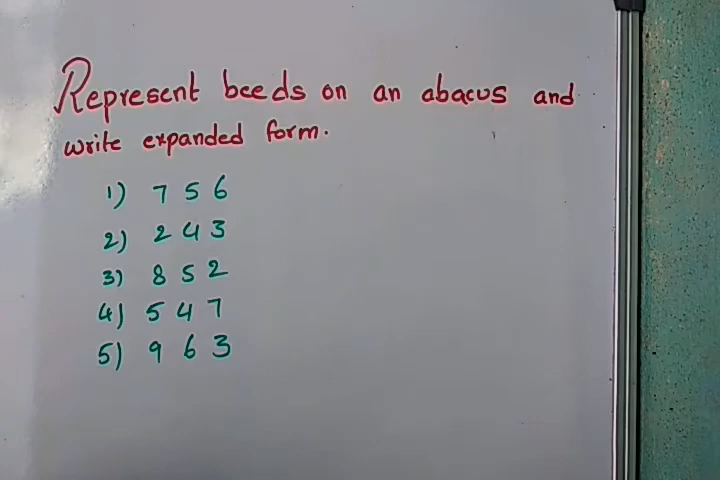 Represent beeds on an abacus and
write expanded form.
1) 7 5 6
2) 2 4 3
3) 8 5 2
4) 5 4 7
5) 9 6 3